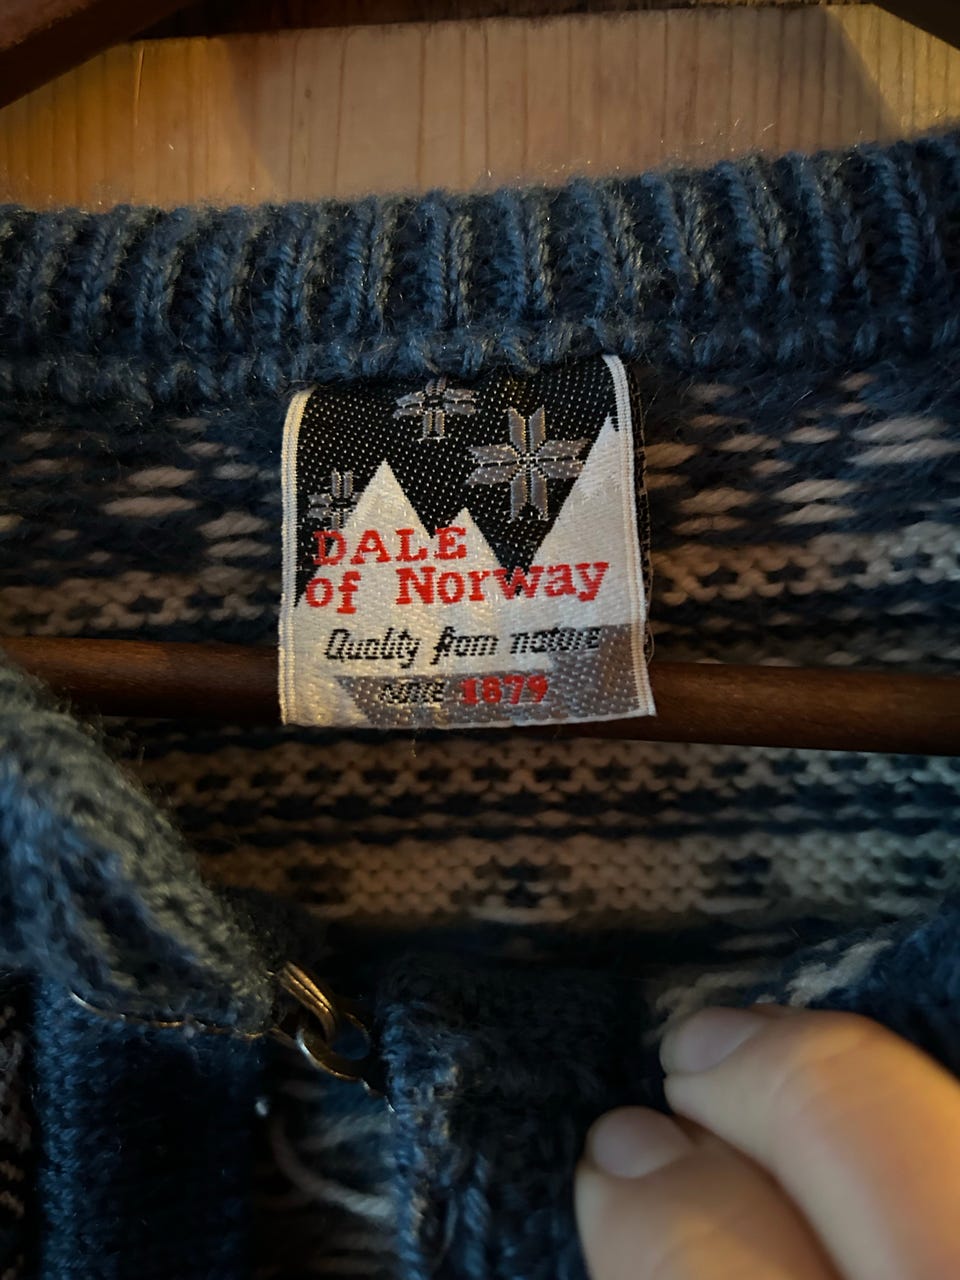 DALE
of Norway
Quality from nature
SINCE 1879